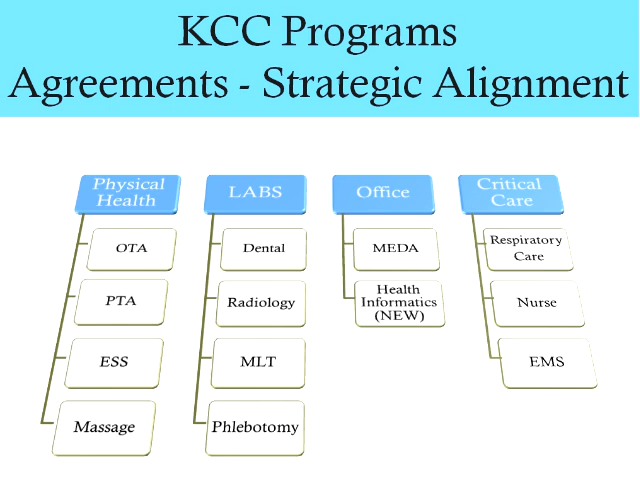 KCC Programs
Agreements - Strategic Alignment
Physical
Health
OTA
PTA
ESS
Massage
LABS
Dental
Radiology
MLT
Phlebotomy
Office
MEDA
Health
Informatics
(NEW)
Critical
Care
Respiratory
Care
Nurse
EMS